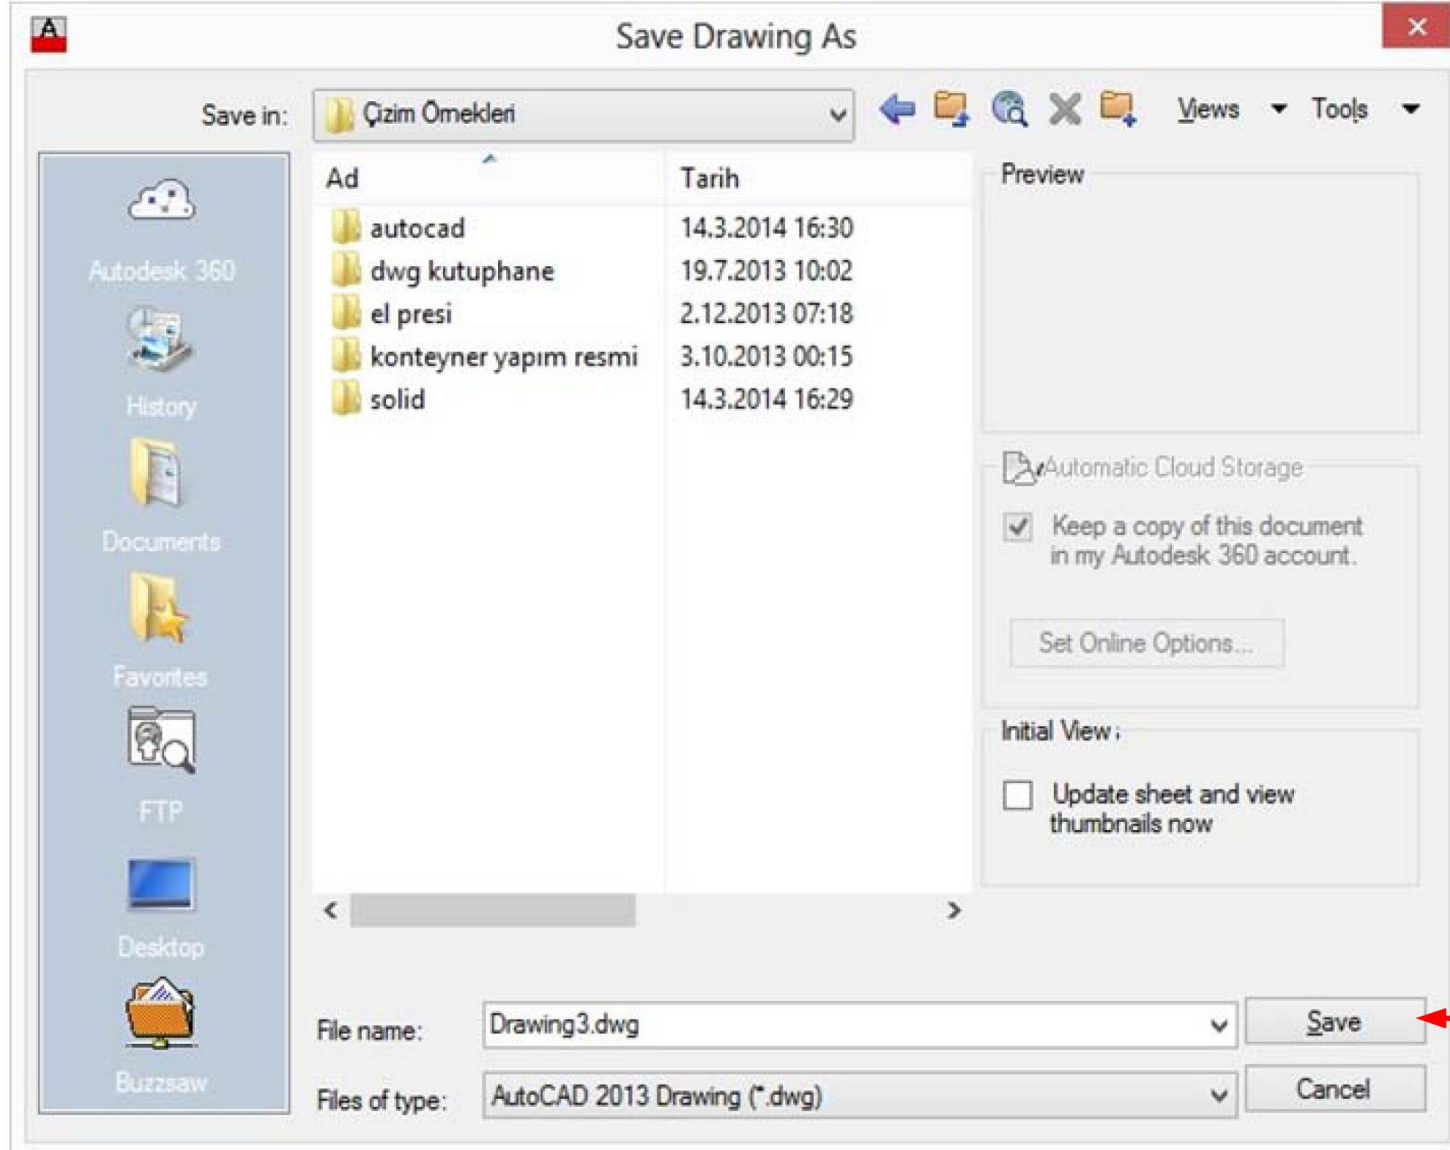 A
Save Drawing As
Save in:
Çizim Örnekleri
Views
Tools
Autodesk 360
History
Documents
Favorites
FTP
Desktop
Buzzsaw
Ad Tarih
autocad 14.3.2014 16:30
dwg kutuphane 19.7.2013 10:02
el presi 2.12.2013 07:18
konteyner yapım resmi 3.10.2013 00:15
solid 14.3.2014 16:29
Preview
Automatic Cloud Storage
Keep a copy of this document
in my Autodesk 360 account.
Set Online Options...
Initial View
Update sheet and view
thumbnails now
File name: Drawing3.dwg
Save
Files of type: AutoCAD 2013 Drawing (*.dwg)
Cancel